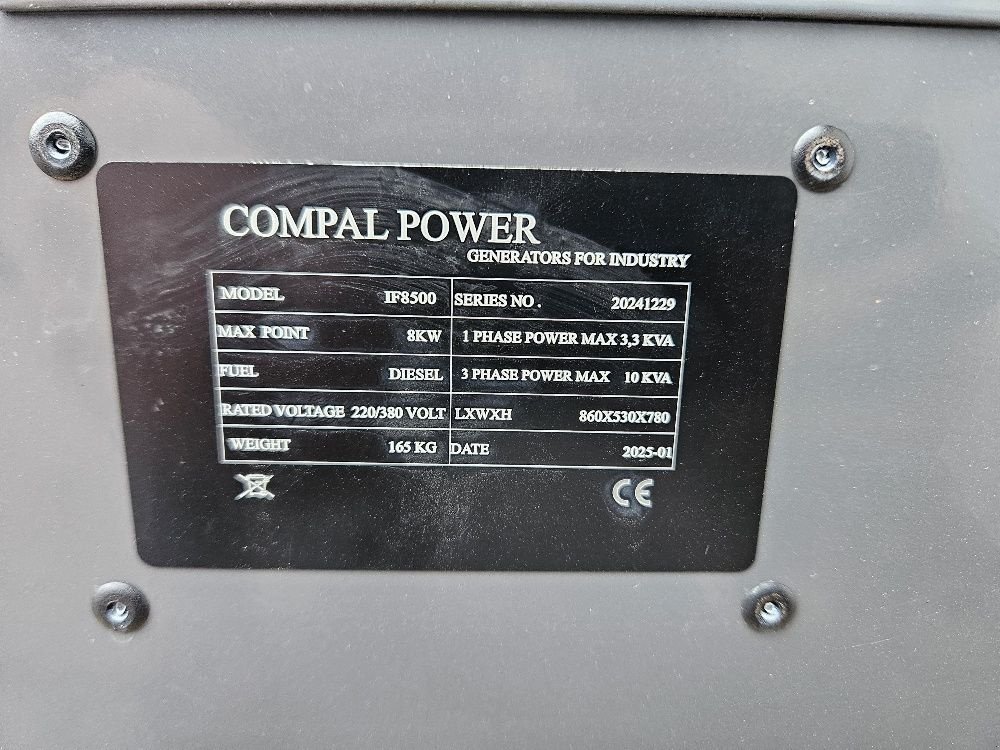 COMPAL POWER
GENERATORS FOR INDUSTRY
MODEL IF8500 SERIES NO. 20241229
MAX POINT 8KW 1 PHASE POWER MAX 3,3 KVA
FUEL DIESEL 3 PHASE POWER MAX 10 KVA
RATED VOLTAGE 220/380 VOLT LXWXH 860X530X780
WEIGHT 165 KG DATE 2025-01
CE